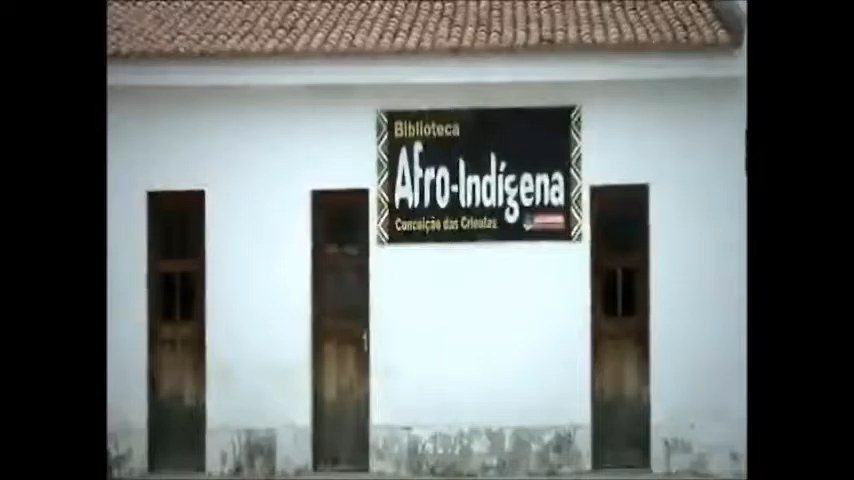 Biblioteca
Afro-Indígena
Conceição das Crioulas